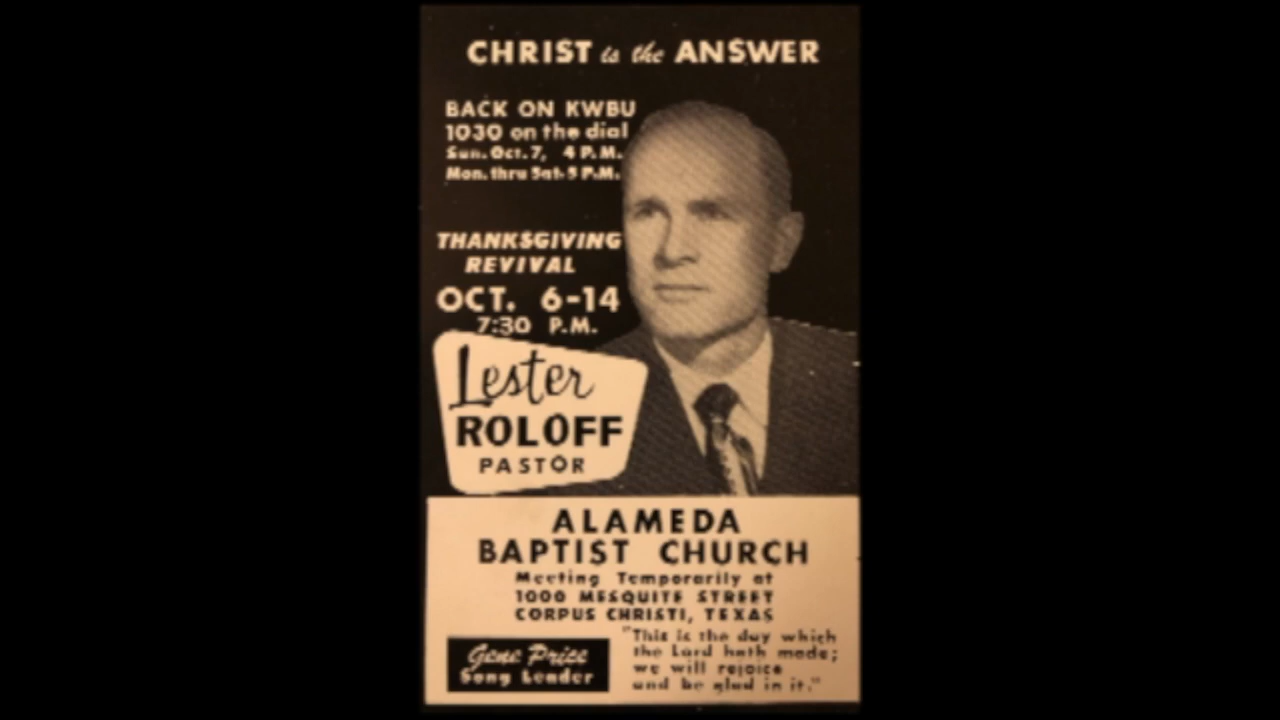 CHRIST is the ANSWER
BACK ON KWBU
1030 on the dial
Sun. Oct. 7, 4 P.M.
Mon. thru Sat. 5 P.M.
THANKSGIVING
REVIVAL
OCT. 6-14
7:30 P.M.
Lester
ROLOFF
PASTOR
ALAMEDA
BAPTIST CHURCH
Meeting Temporarily at
1000 MESQUITE STREET
CORPUS CHRISTI, TEXAS
Gene Price
Song Leader
"This is the day which
the Lord hath made;
we will rejoice
and be glad in it."